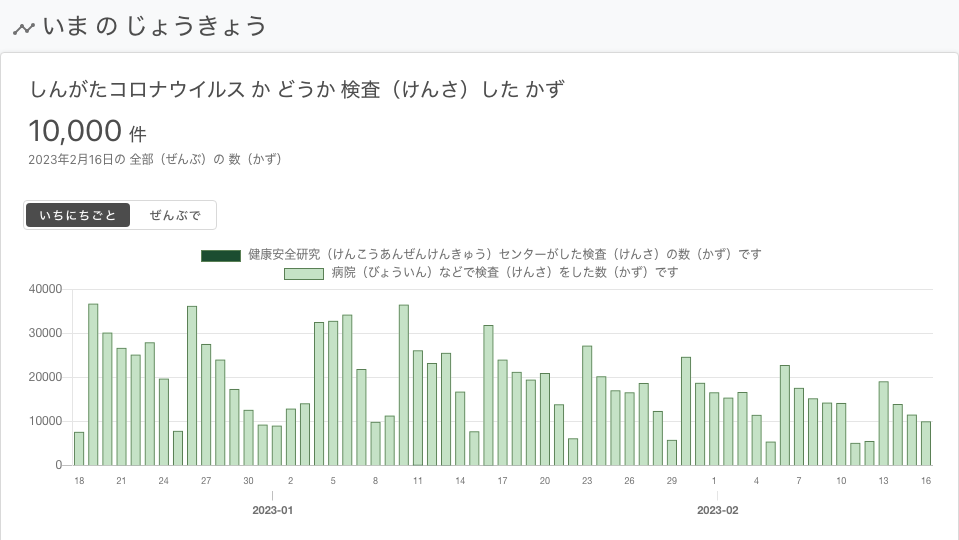 いま の じょうきょう
しんがたコロナウイルス か どうか 検査（けんさ）した かず
10,000 件
2023年2月16日の 全部（ぜんぶ）の 数（かず）
いちにちごと ぜんぶで
健康安全研究（けんこうあんぜんけんきゅう）センターがした検査（けんさ）の数（かず）です
病院（びょういん）などで検査（けんさ）をした数（かず）です
40000
30000
20000
10000
0
18 21 24 27 30 2 5 8 11 14 17 20 23 26 29 1 4 7 10 13 16
2023-01 2023-02